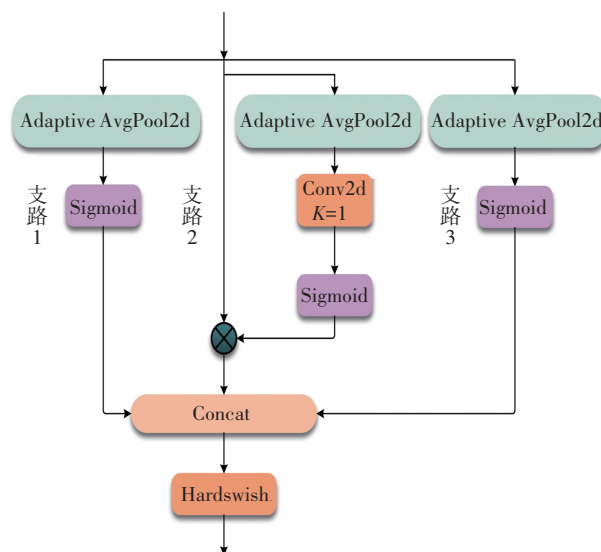 Adaptive AvgPool2d
Adaptive AvgPool2d
Adaptive AvgPool2d
支路1
Sigmoid
支路2
Conv2d
K=1
支路3
Sigmoid
Sigmoid
Concat
Hardswish